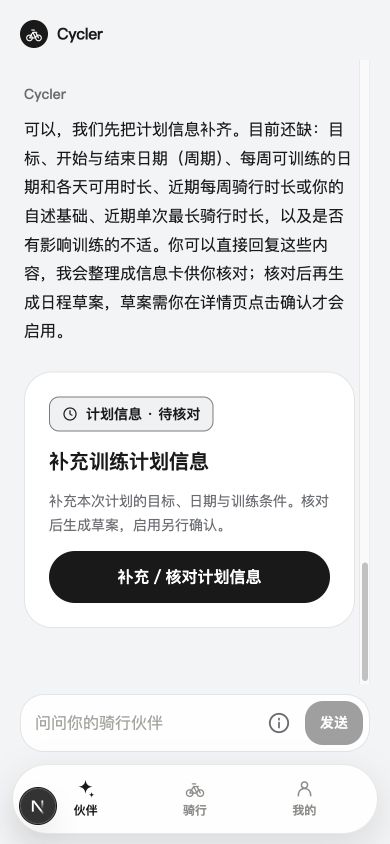 Cycler
Cycler
可以，我们先把计划信息补齐。目前还缺：目
标、开始与结束日期（周期）、每周可训练的日
期和各天可用时长、近期每周骑行时长或你的
自述基础、近期单次最长骑行时长，以及是否
有影响训练的不适。你可以直接回复这些内
容，我会整理成信息卡供你核对；核对后再生
成日程草案，草案需你在详情页点击确认才会
启用。
计划信息 · 待核对
补充训练计划信息
补充本次计划的目标、日期与训练条件。核对
后生成草案，启用另行确认。
补充 / 核对计划信息
问问你的骑行伙伴
发送
N
伙伴
骑行
我的